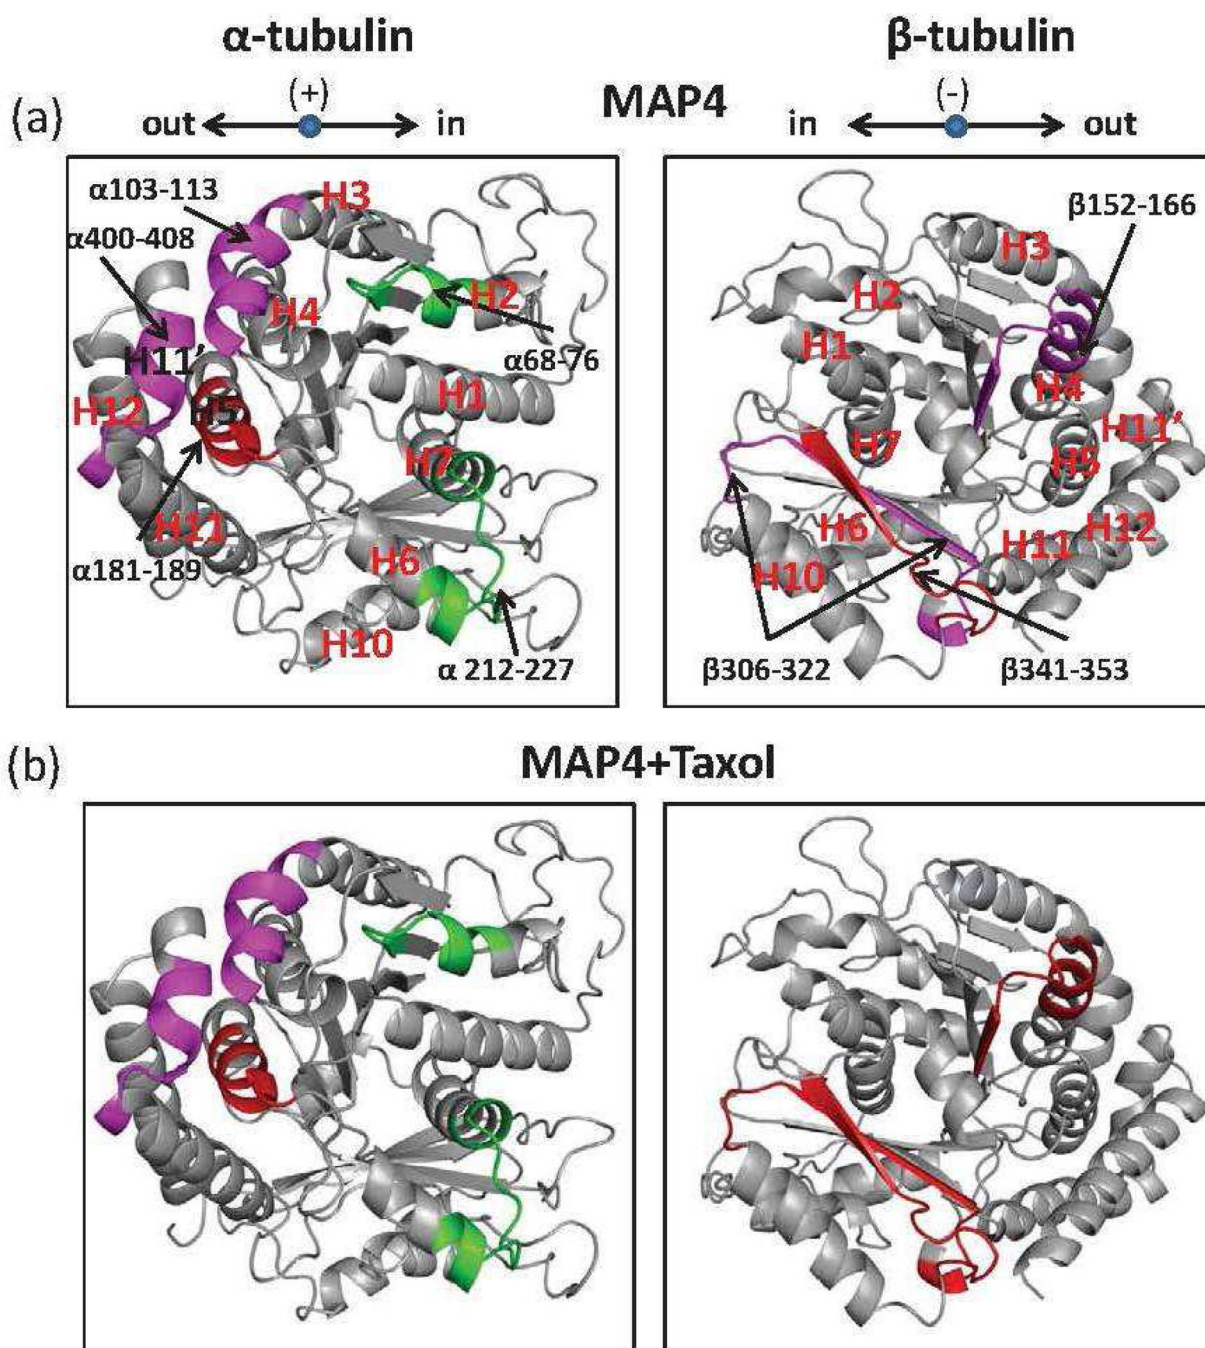 α-tubulin β-tubulin
(a) (+) MAP4 (-)
out in in out
α103-113 H3 β152-166
α400-408 H3
H2 H2
H4 H1
α68-76
H11' H1 H4
H12 H5 H7 H11'
H7 H5
H11 H6 H12
α181-189 H6 H10 H11
H10 α 212-227 β306-322 β341-353
(b) MAP4+Taxol